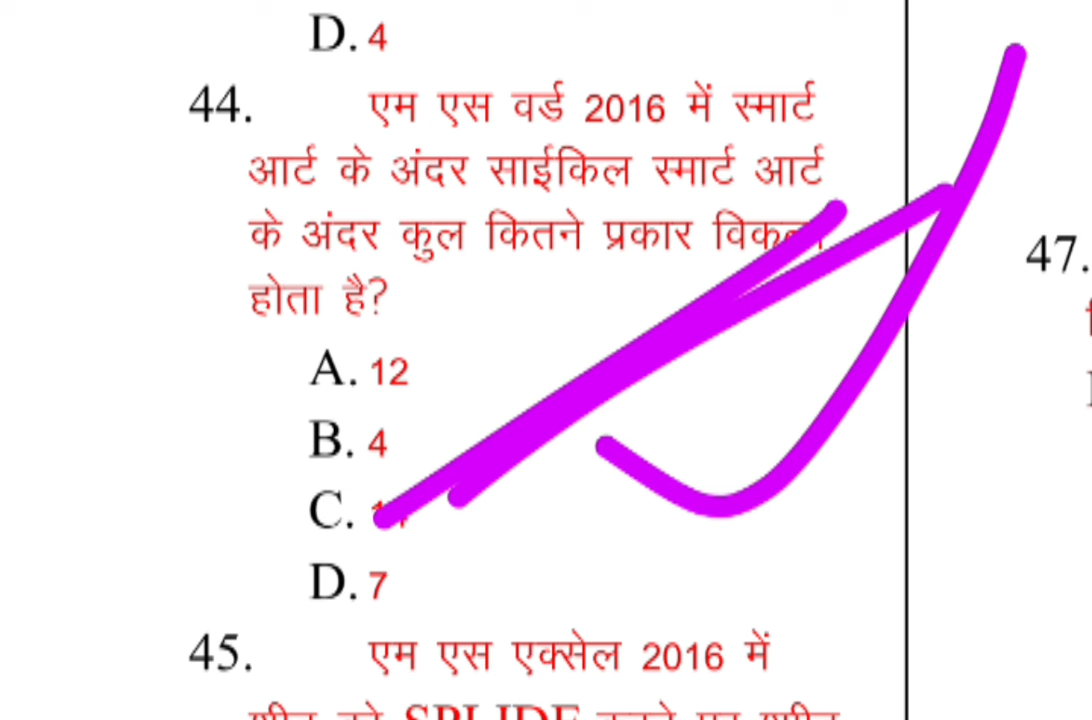 D. 4
44. एम एस वर्ड 2016 में स्मार्ट
आर्ट के अंदर साईकिल स्मार्ट आर्ट
के अंदर कुल कितने प्रकार
होता है?
A. 12
B. 4
C.
D. 7
45. एम एस एक्सेल 2016 में
47.